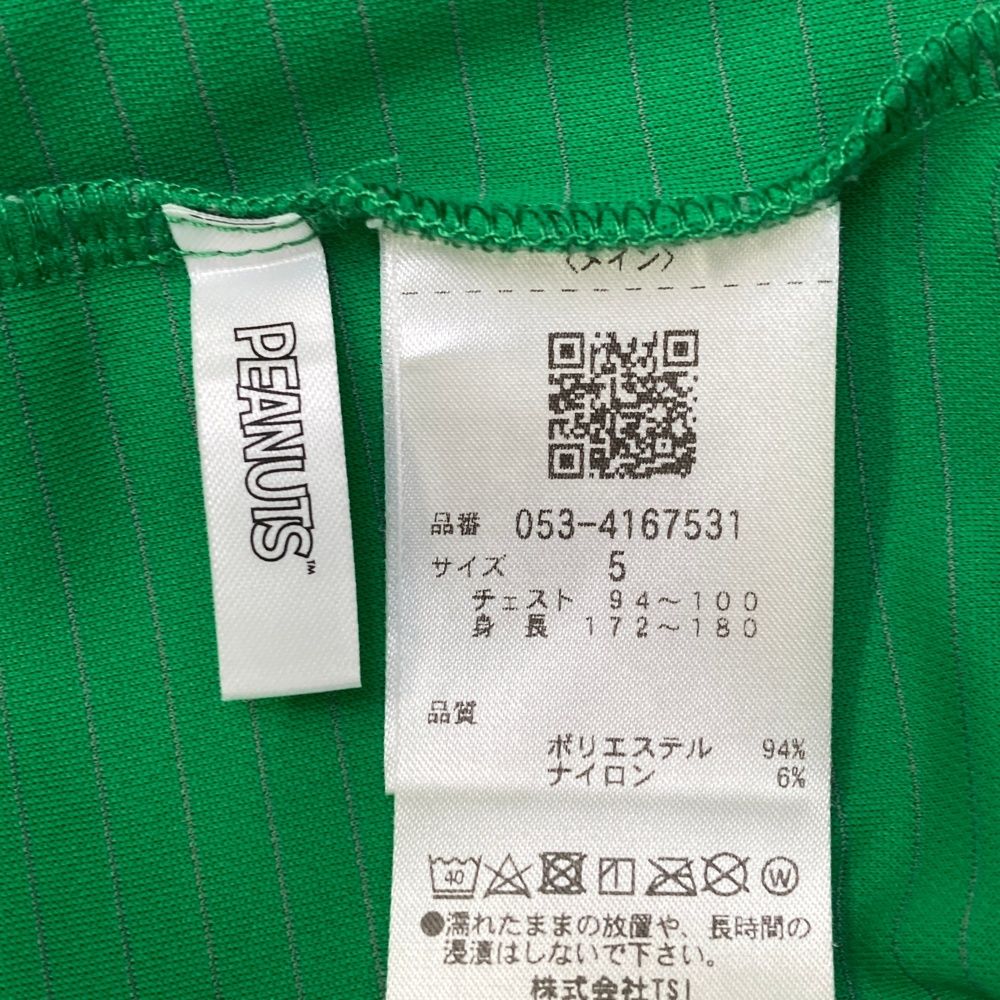 PEANUTS™
〈メイン〉
品番 053-4167531
サイズ 5
チェスト 94～100
身長 172～180
品質
ポリエステル 94%
ナイロン 6%
40
W
●濡れたままの放置や、長時間の
浸漬はしないで下さい。
株式会社TSI